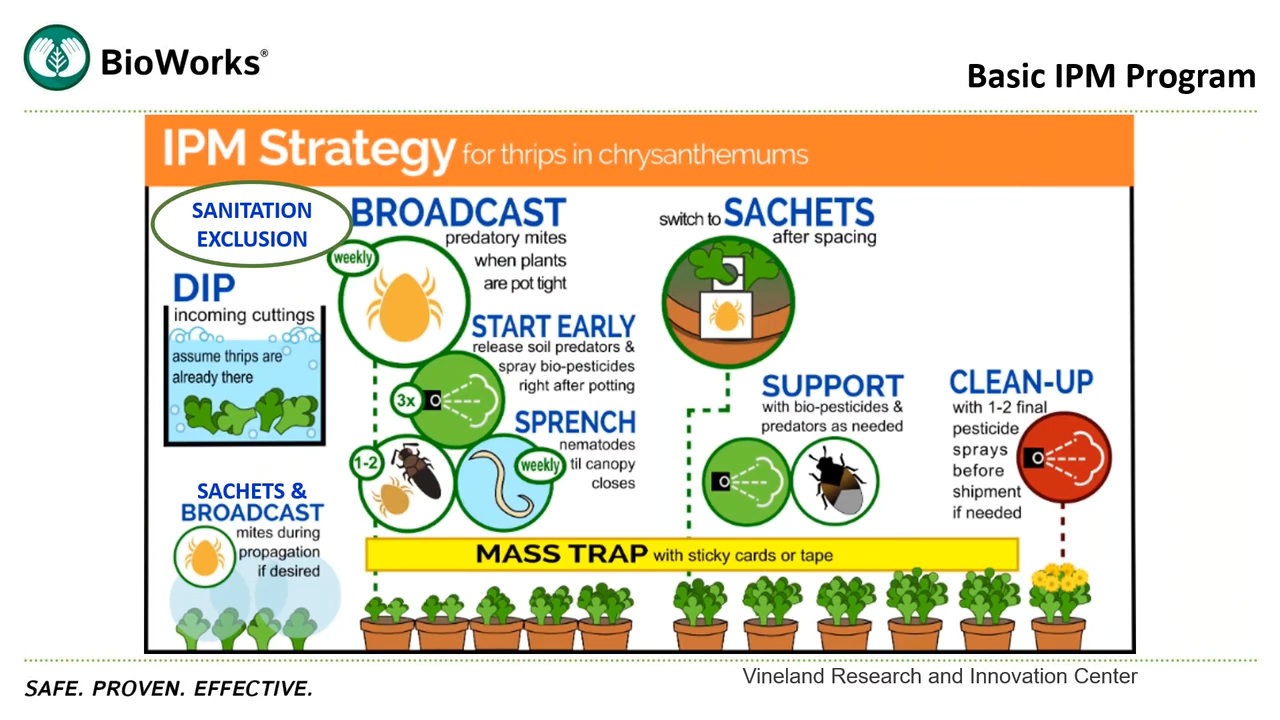 BioWorks®
Basic IPM Program
IPM Strategy for thrips in chrysanthemums
SANITATION
EXCLUSION
DIP
incoming cuttings
assume thrips are
already there
SACHETS &
BROADCAST
mites during
propagation
if desired
BROADCAST
predatory mites
when plants
are pot tight
weekly
START EARLY
release soil predators &
spray bio-pesticides
right after potting
3x
SPRENCH
nematodes
til canopy
closes
1-2
weekly
switch to SACHETS
after spacing
SUPPORT
with bio-pesticides &
predators as needed
CLEAN-UP
with 1-2 final
pesticide
sprays
before
shipment
if needed
MASS TRAP with sticky cards or tape
SAFE. PROVEN. EFFECTIVE.
Vineland Research and Innovation Center